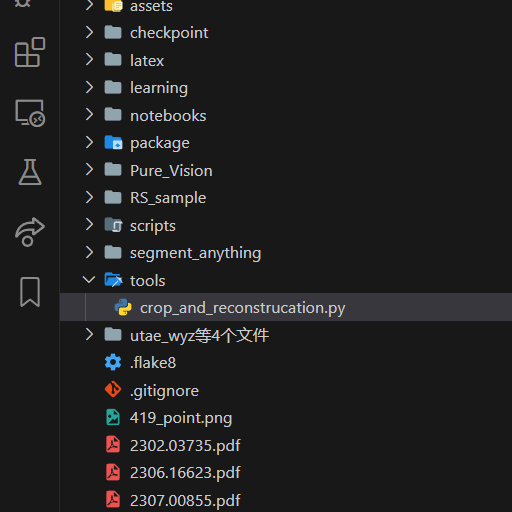 assets
checkpoint
latex
learning
notebooks
package
Pure_Vision
RS_sample
scripts
segment_anything
tools
crop_and_reconstrucation.py
utae_wyz等4个文件
.flake8
.gitignore
419_point.png
2302.03735.pdf
2306.16623.pdf
2307.00855.pdf